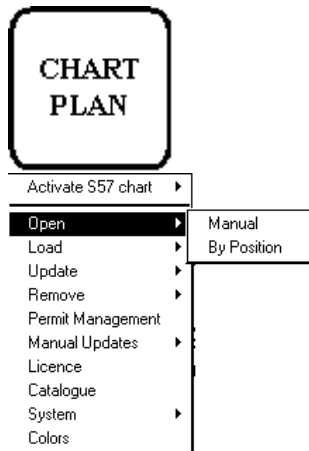 CHART
PLAN
Activate S57 chart
Open
Manual
Load
By Position
Update
Remove
Permit Management
Manual Updates
Licence
Catalogue
System
Colors